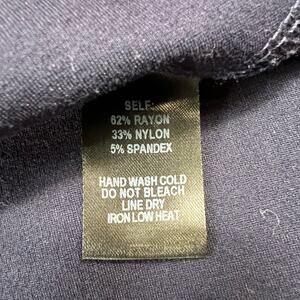 SELF:
62% RAYON
33% NYLON
5% SPANDEX
HAND WASH COLD
DO NOT BLEACH
LINE DRY
IRON LOW HEAT